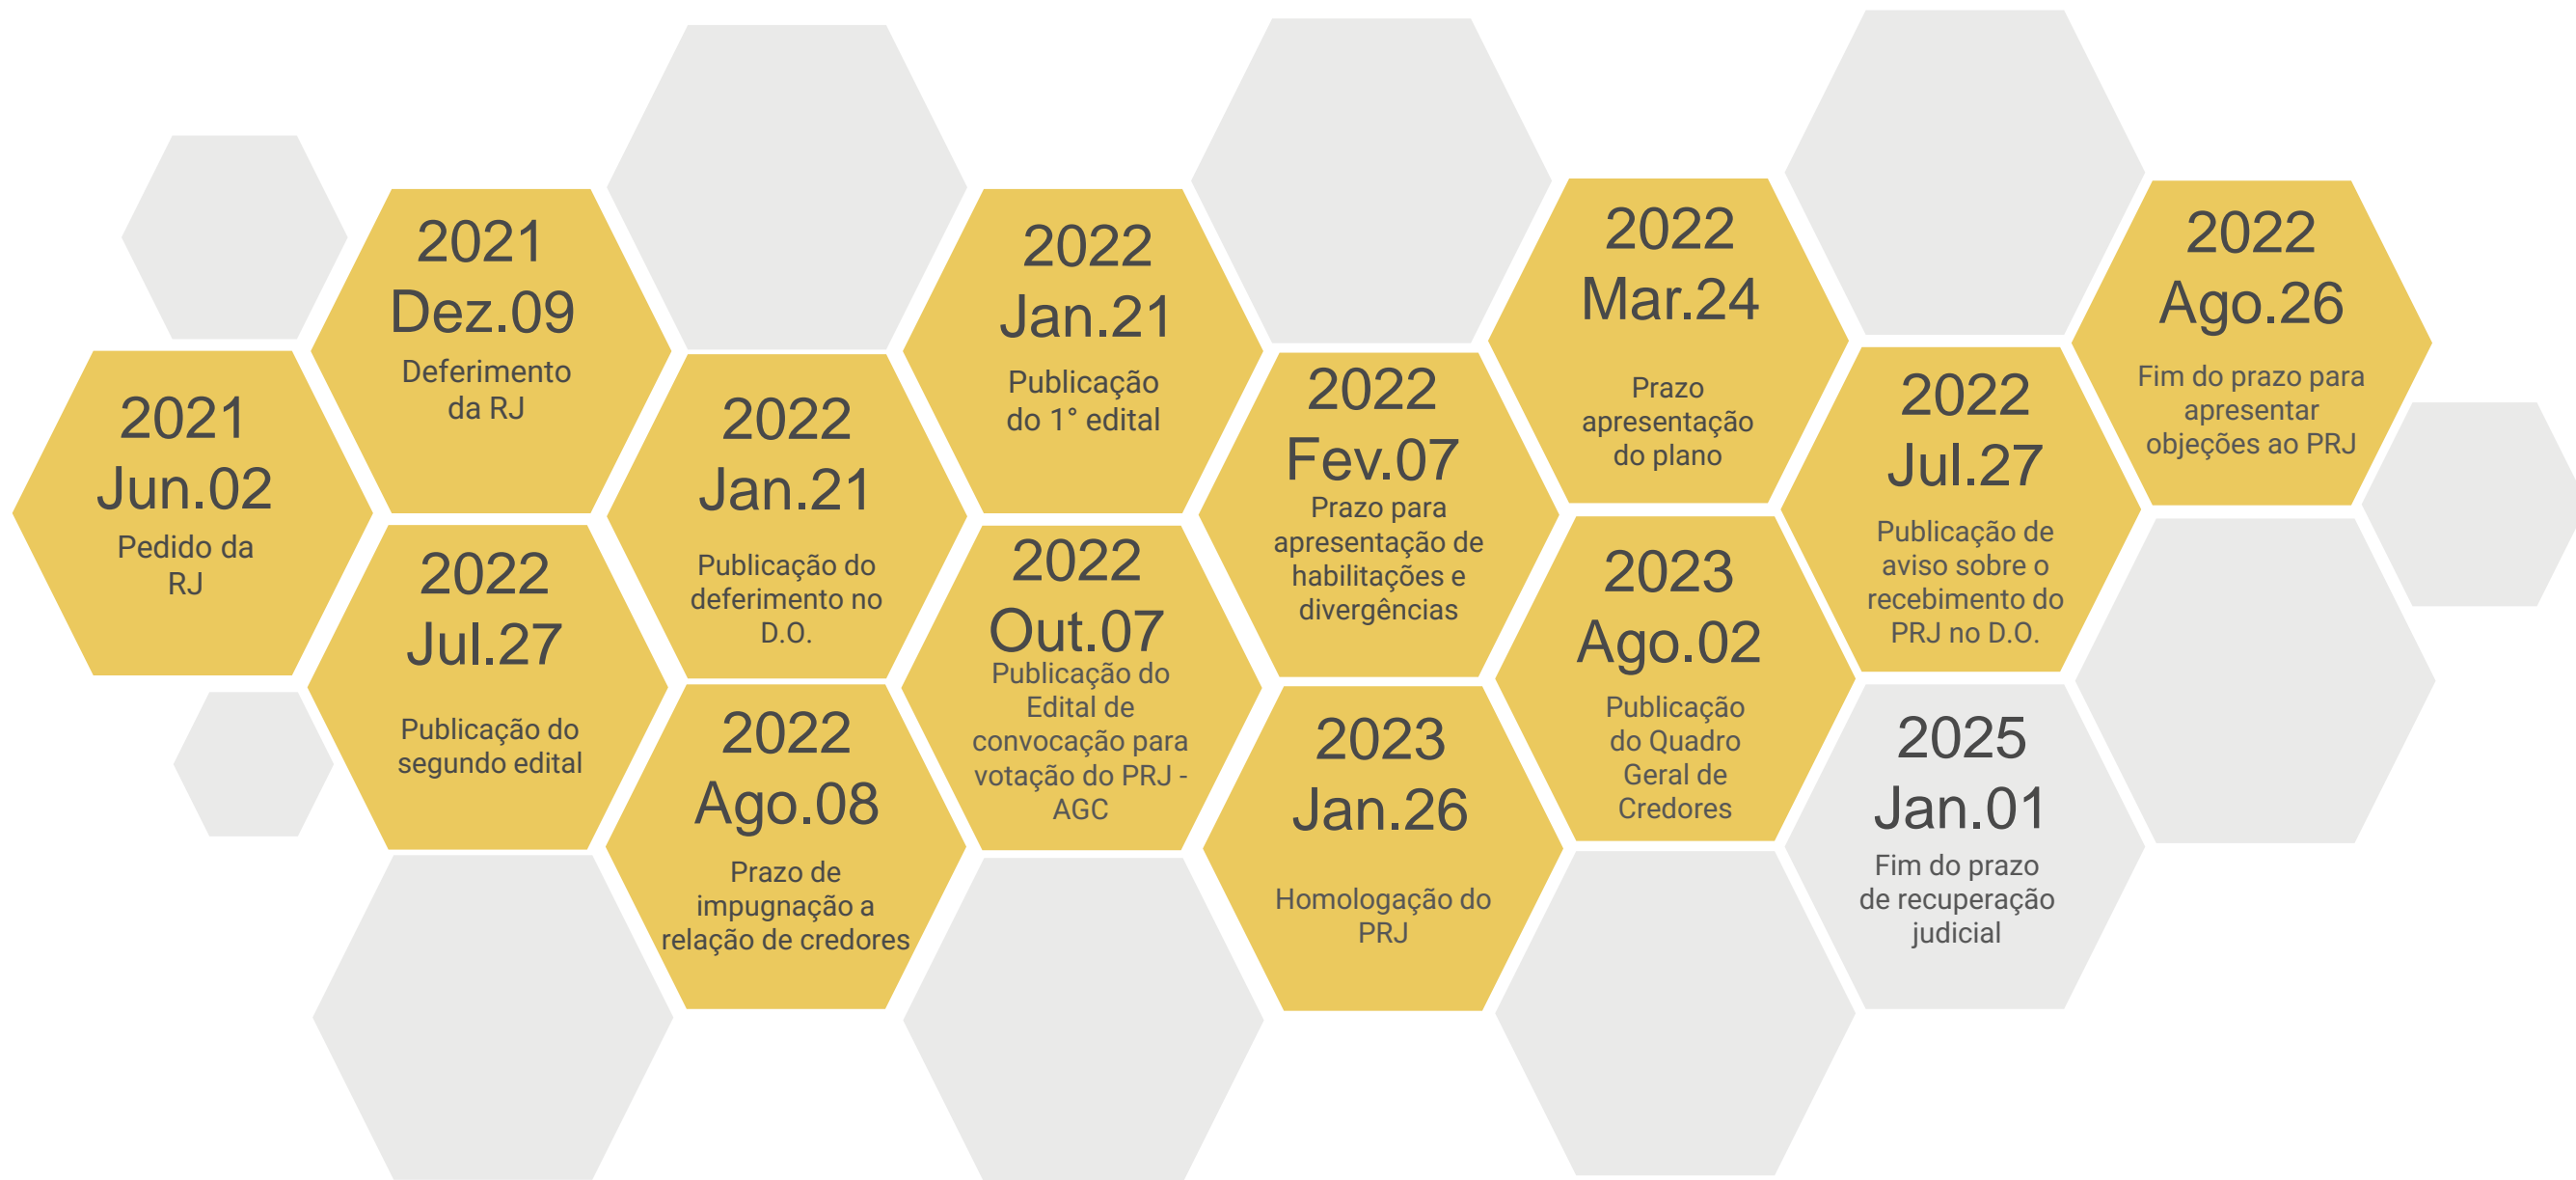 2021
Jun.02
Pedido da
RJ
2021
Dez.09
Deferimento
da RJ
2022
Jan.21
Publicação do
deferimento no
D.O.
2022
Jan.21
Publicação
do 1° edital
2022
Fev.07
Prazo para
apresentação de
habilitações e
divergências
2022
Mar.24
Prazo
apresentação
do plano
2022
Jul.27
Publicação de
aviso sobre o
recebimento do
PRJ no D.O.
2022
Ago.26
Fim do prazo para
apresentar
objeções ao PRJ
2022
Jul.27
Publicação do
segundo edital
2022
Ago.08
Prazo de
impugnação a
relação de credores
2022
Out.07
Publicação do
Edital de
convocação para
votação do PRJ -
AGC
2023
Jan.26
Homologação do
PRJ
2023
Ago.02
Publicação
do Quadro
Geral de
Credores
2025
Jan.01
Fim do prazo
de recuperação
judicial